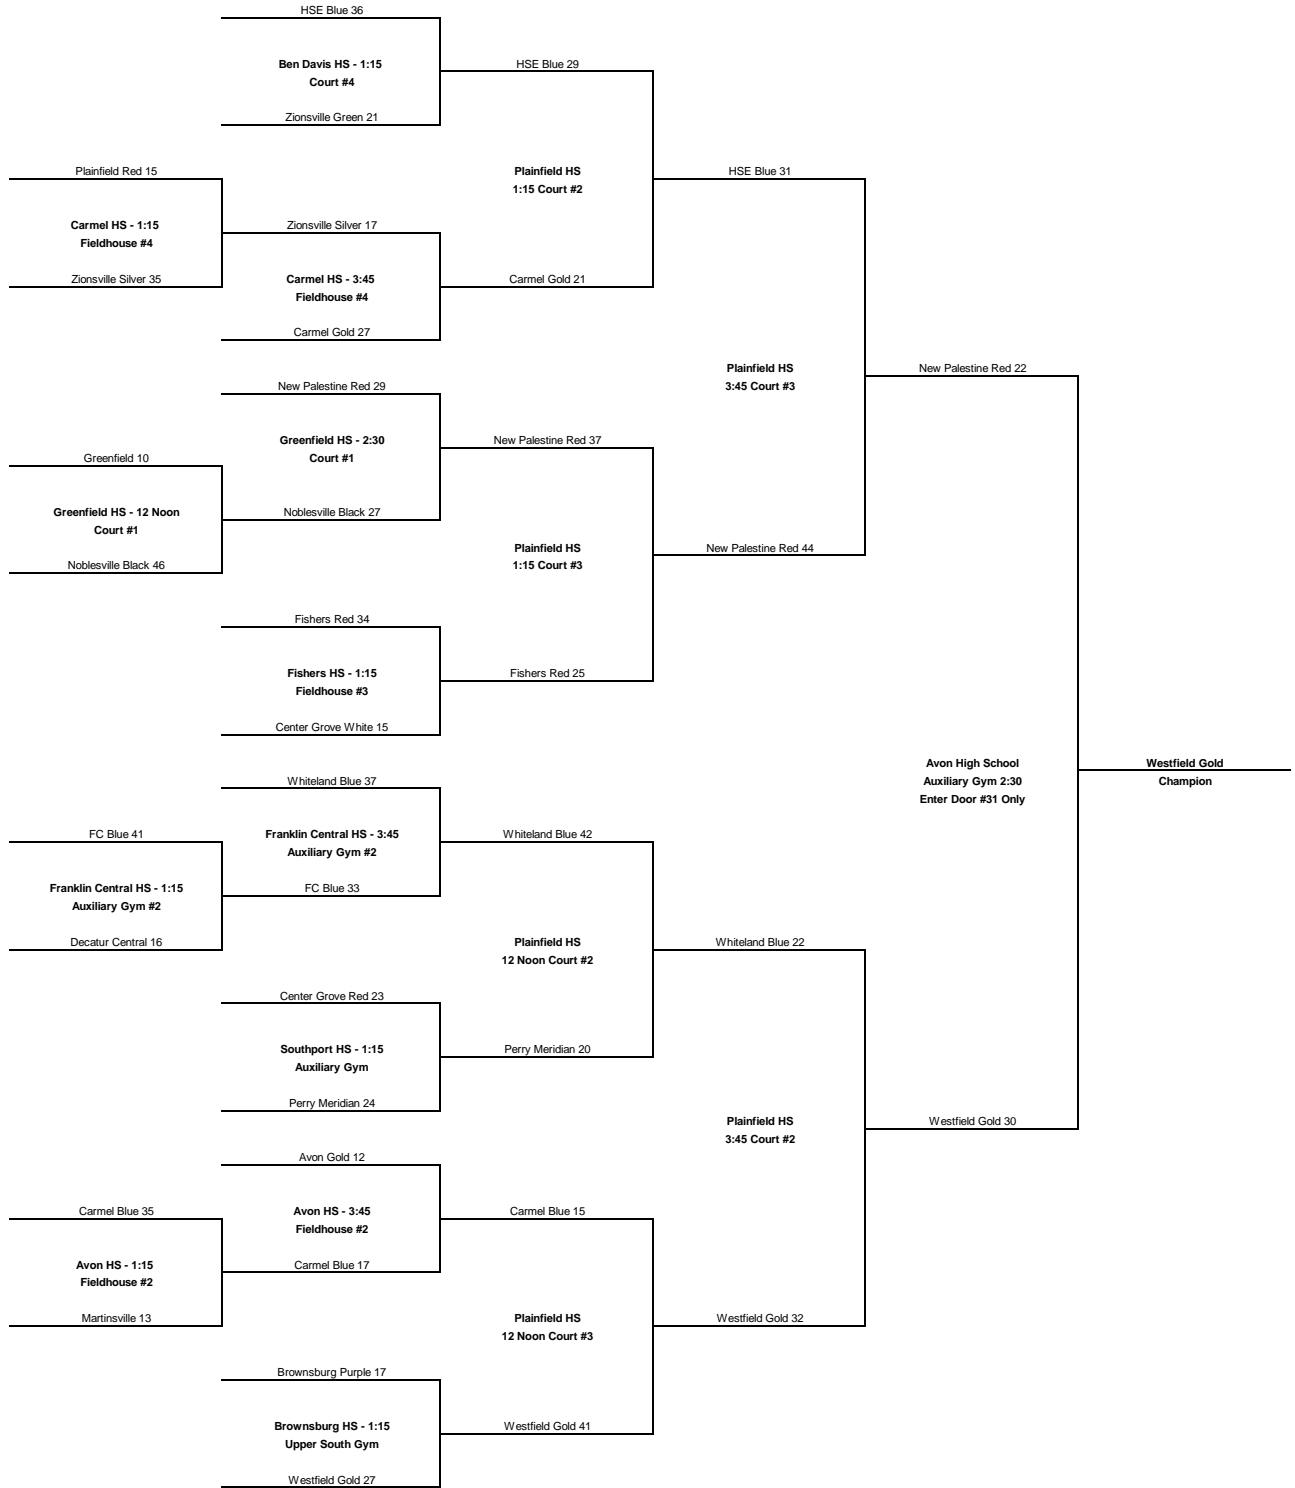 HSE Blue 36
Ben Davis HS - 1:15
Court #4
HSE Blue 29
Zionsville Green 21
Plainfield Red 15
Plainfield HS
1:15 Court #2
HSE Blue 31
Carmel HS - 1:15
Fieldhouse #4
Zionsville Silver 17
Zionsville Silver 35
Carmel HS - 3:45
Fieldhouse #4
Carmel Gold 21
Carmel Gold 27
Plainfield HS
3:45 Court #3
New Palestine Red 22
New Palestine Red 29
Greenfield HS - 2:30
Court #1
New Palestine Red 37
Greenfield 10
Greenfield HS - 12 Noon
Court #1
Noblesville Black 27
Noblesville Black 46
Plainfield HS
1:15 Court #3
New Palestine Red 44
Fishers Red 34
Fishers HS - 1:15
Fieldhouse #3
Fishers Red 25
Center Grove White 15
Avon High School
Auxiliary Gym 2:30
Enter Door #31 Only
Westfield Gold
Champion
Whiteland Blue 37
FC Blue 41
Franklin Central HS - 3:45
Auxiliary Gym #2
Whiteland Blue 42
Franklin Central HS - 1:15
Auxiliary Gym #2
FC Blue 33
Decatur Central 16
Plainfield HS
12 Noon Court #2
Whiteland Blue 22
Center Grove Red 23
Southport HS - 1:15
Auxiliary Gym
Perry Meridian 20
Perry Meridian 24
Plainfield HS
3:45 Court #2
Westfield Gold 30
Avon Gold 12
Carmel Blue 35
Avon HS - 3:45
Fieldhouse #2
Carmel Blue 15
Avon HS - 1:15
Fieldhouse #2
Carmel Blue 17
Martinsville 13
Plainfield HS
12 Noon Court #3
Westfield Gold 32
Brownsburg Purple 17
Brownsburg HS - 1:15
Upper South Gym
Westfield Gold 41
Westfield Gold 27